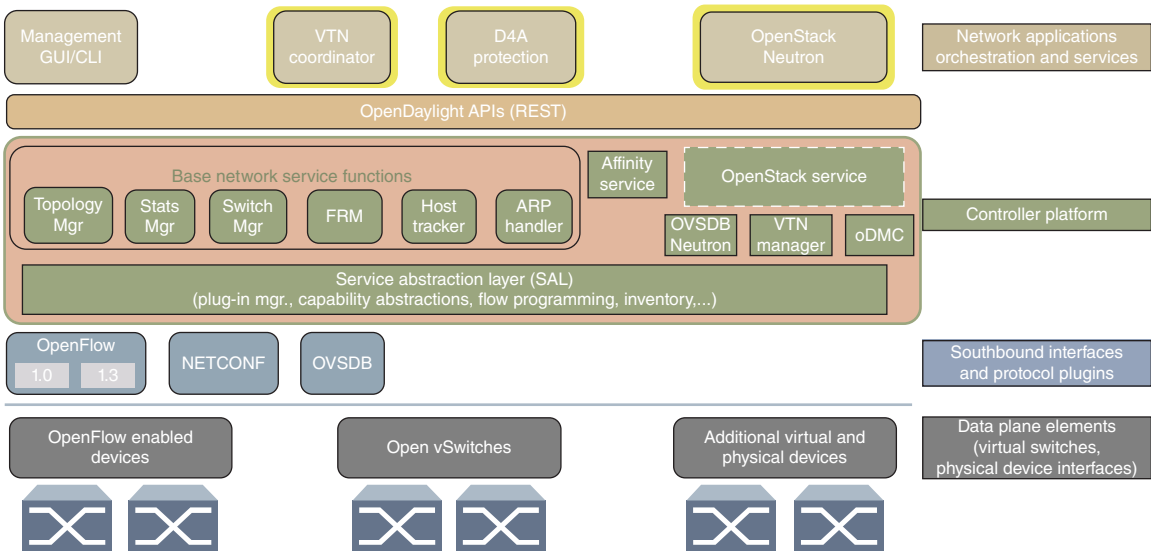 Management
GUI/CLI
VTN
coordinator
D4A
protection
OpenStack
Neutron
Network applications
orchestration and services
OpenDaylight APIs (REST)
Base network service functions
Topology
Mgr
Stats
Mgr
Switch
Mgr
FRM
Host
tracker
ARP
handler
Affinity
service
OpenStack service
OVSDB
Neutron
VTN
manager
oDMC
Controller platform
Service abstraction layer (SAL)
(plug-in mgr., capability abstractions, flow programming, inventory,...)
OpenFlow
1.0
1.3
NETCONF
OVSDB
Southbound interfaces
and protocol plugins
OpenFlow enabled
devices
Open vSwitches
Additional virtual and
physical devices
Data plane elements
(virtual switches,
physical device interfaces)